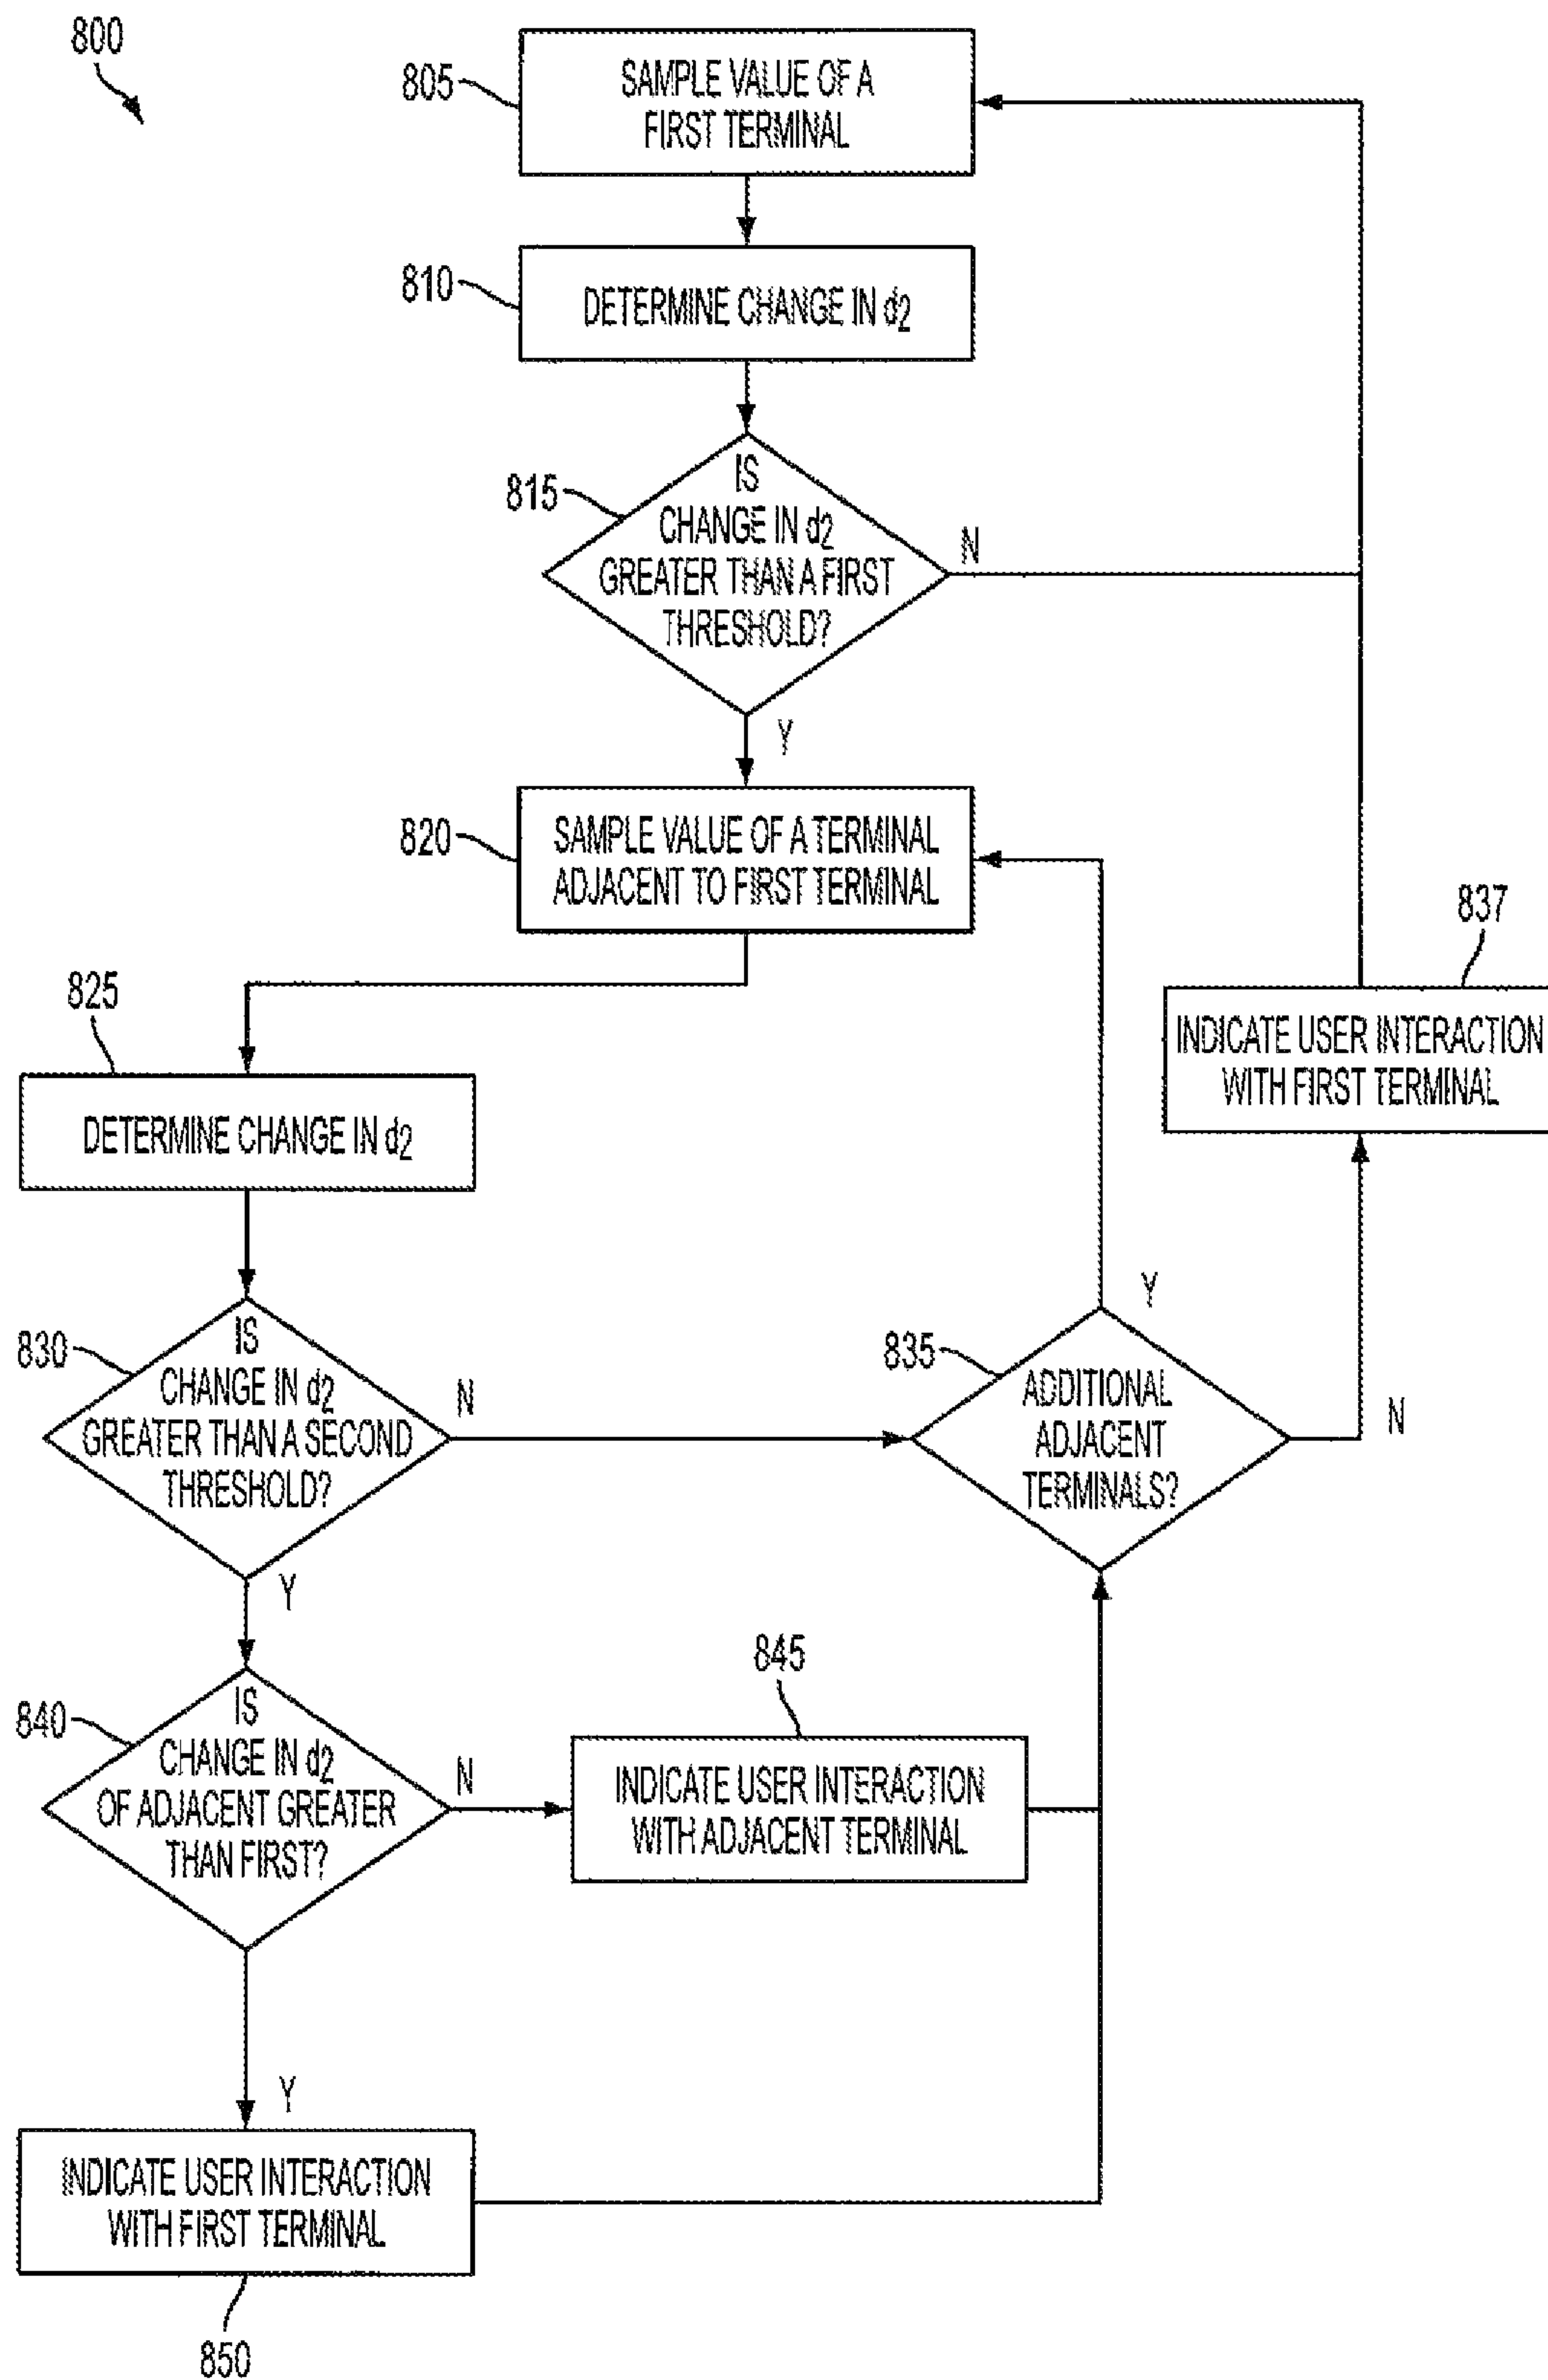 800
805
SAMPLE VALUE OF A
FIRST TERMINAL
810
DETERMINE CHANGE IN d2
815
IS
CHANGE IN d2
GREATER THAN A FIRST
THRESHOLD?
N
Y
820
SAMPLE VALUE OF A TERMINAL
ADJACENT TO FIRST TERMINAL
837
INDICATE USER INTERACTION
WITH FIRST TERMINAL
825
DETERMINE CHANGE IN d2
830
IS
CHANGE IN d2
GREATER THAN A SECOND
THRESHOLD?
N
Y
835
ADDITIONAL
ADJACENT
TERMINALS?
Y
N
840
IS
CHANGE IN d2
OF ADJACENT GREATER
THAN FIRST?
N
Y
845
INDICATE USER INTERACTION
WITH ADJACENT TERMINAL
INDICATE USER INTERACTION
WITH FIRST TERMINAL
850